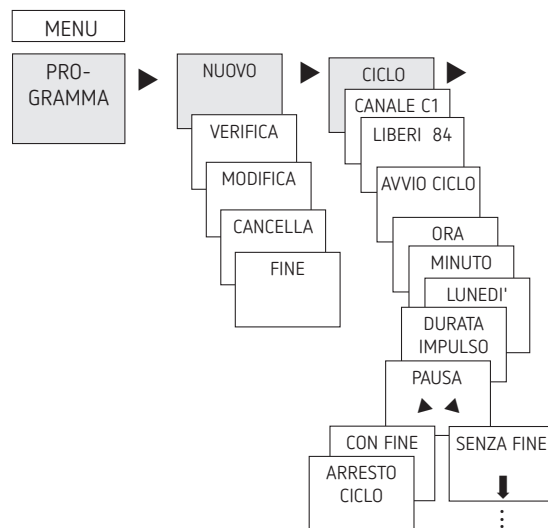 MENU
PRO-
GRAMMA
NUOVO
VERIFICA
MODIFICA
CANCELLA
FINE
CICLO
CANALE C1
LIBERI 84
AVVIO CICLO
ORA
MINUTO
LUNEDI'
DURATA
IMPULSO
PAUSA
CON FINE
SENZA FINE
ARRESTO
CICLO